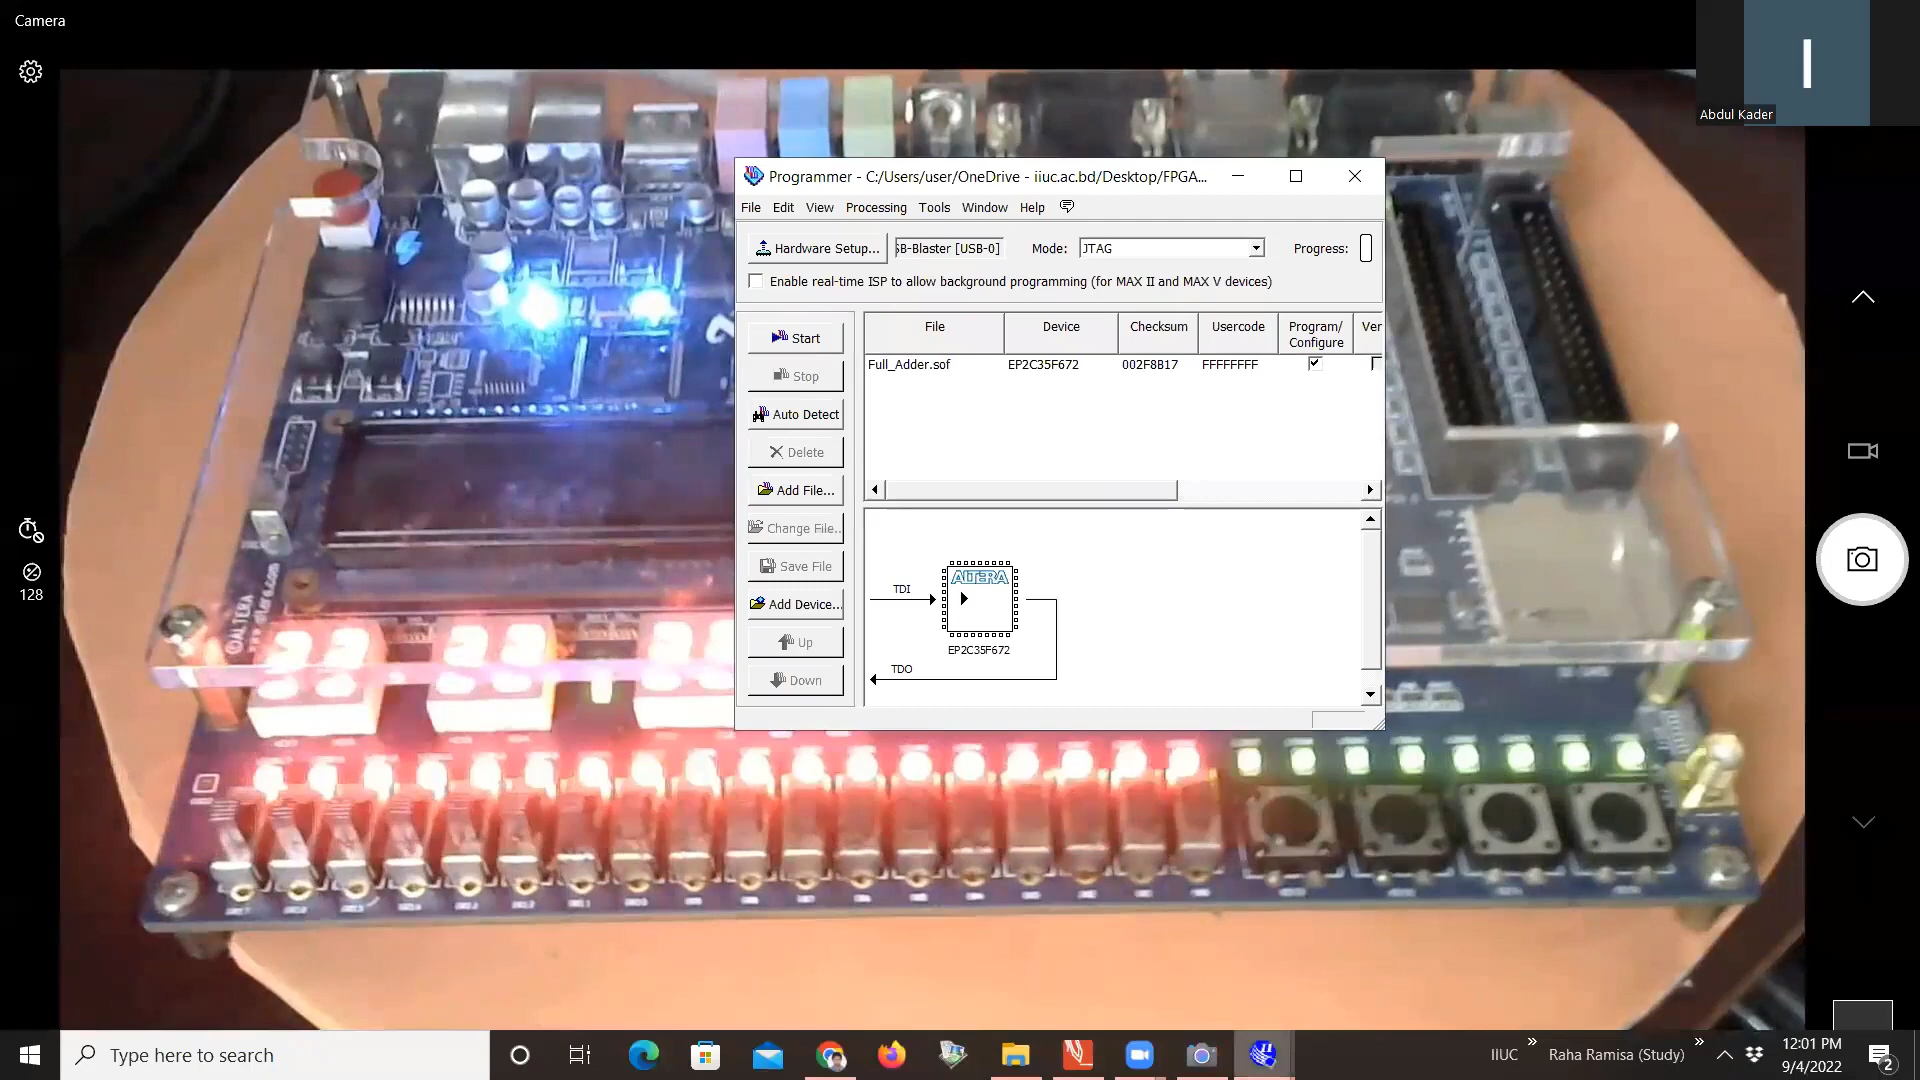 Camera
I
Abdul Kader
Programmer - C:/Users/user/OneDrive - iiuc.ac.bd/Desktop/FPGA...
File Edit View Processing Tools Window Help
Hardware Setup... SB-Blaster [USB-0] Mode: JTAG Progress:
Enable real-time ISP to allow background programming (for MAX II and MAX V devices)
Start
Stop
Auto Detect
Delete
Add File...
Change File..
Save File
Add Device..
Up
Down
File Device Checksum Usercode Program/ Configure Ver
Full_Adder.sof EP2C35F672 002F8B17 FFFFFFFF
TDI
ALTERA
EP2C35F672
TDO
128
©ALTERA
Type here to search
IIUC
Raha Ramisa (Study)
12:01 PM
9/4/2022
2